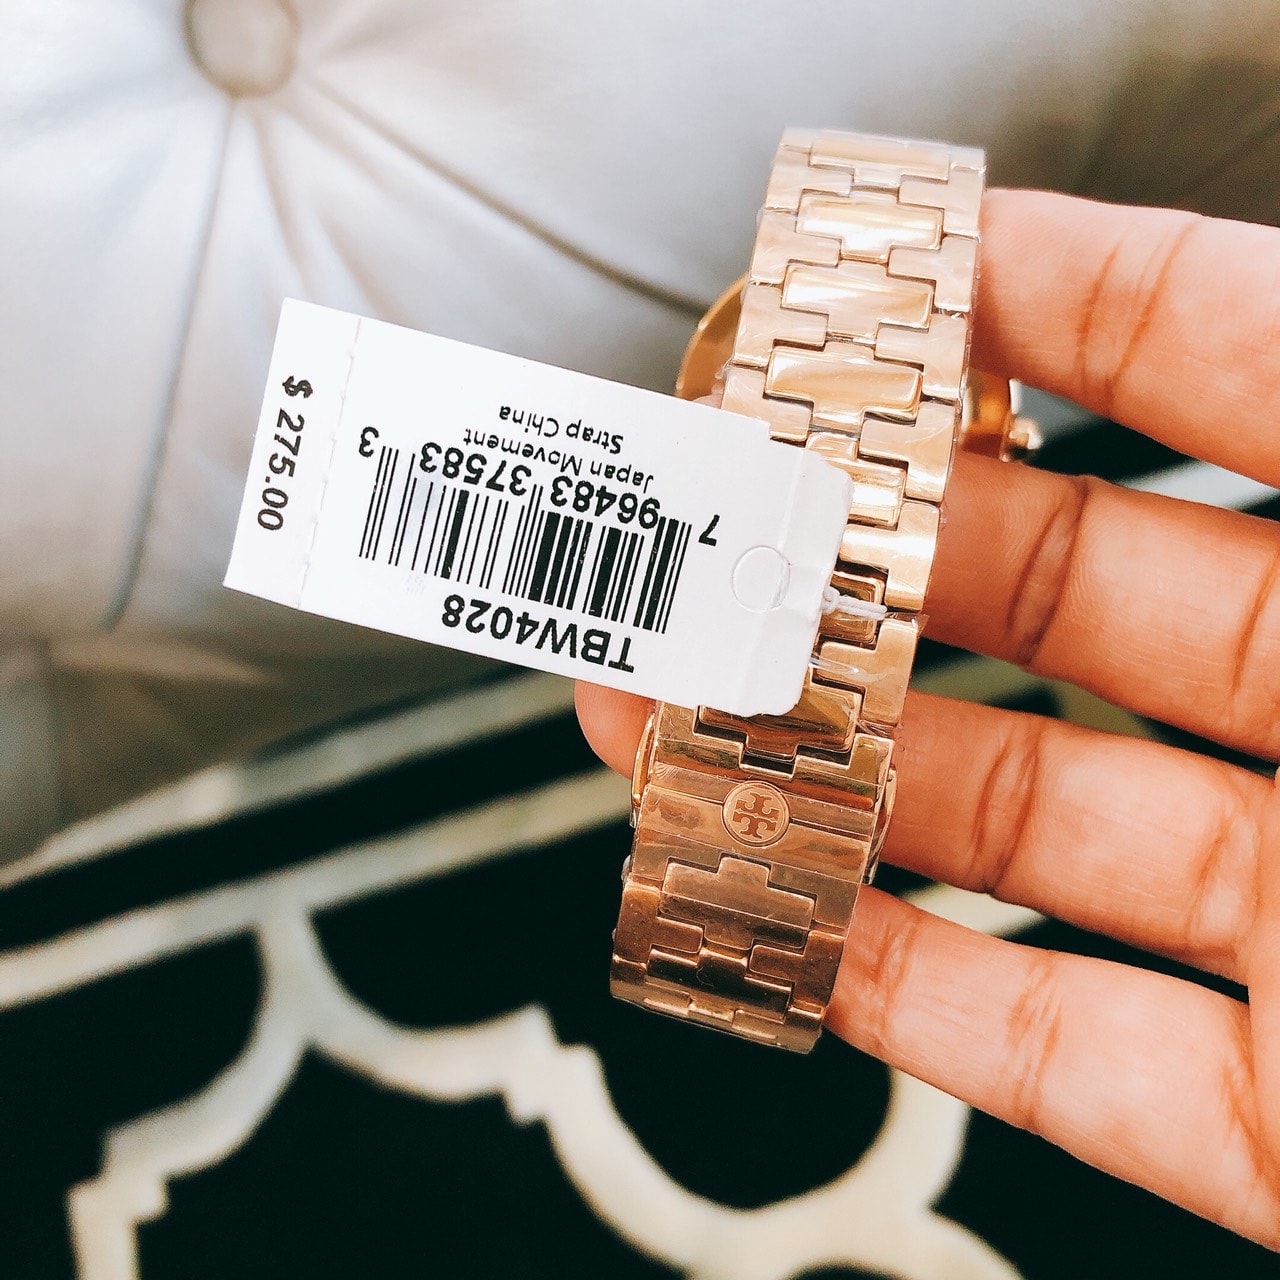 TBW4028
7 96483 37583 3
Japan Movement
Strap China
$ 275.00